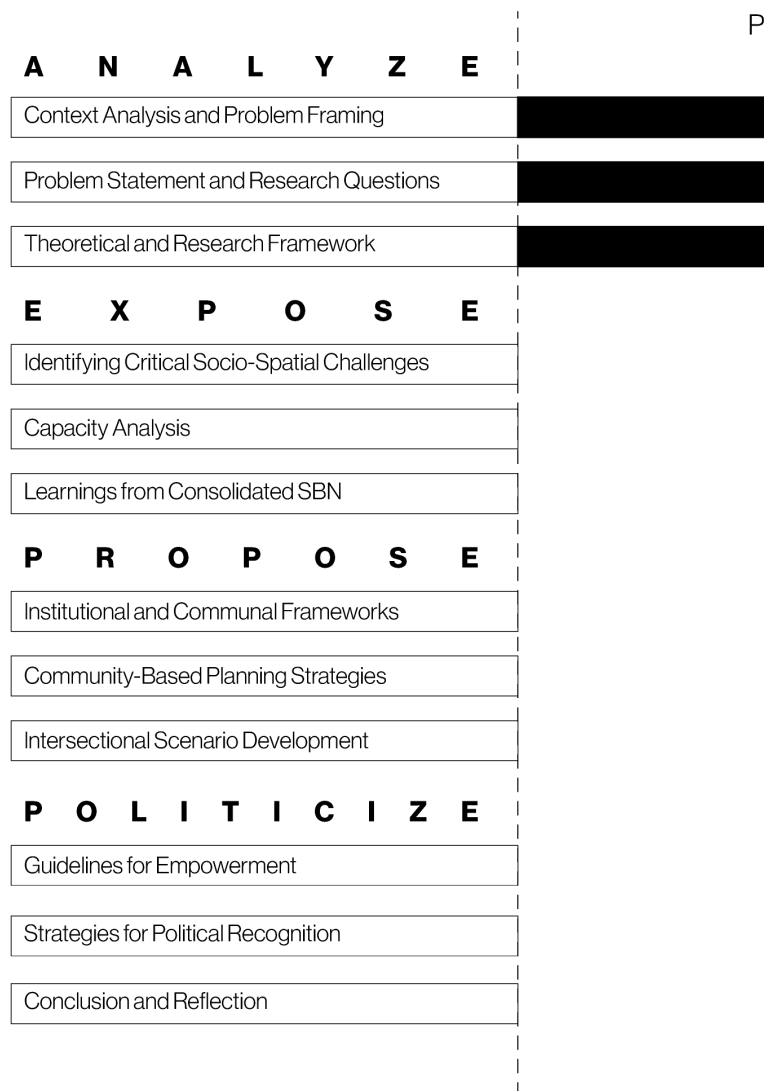 P
A N A L Y Z E
Context Analysis and Problem Framing
Problem Statement and Research Questions
Theoretical and Research Framework
E X P O S E
Identifying Critical Socio-Spatial Challenges
Capacity Analysis
Learnings from Consolidated SBN
P R O P O S E
Institutional and Communal Frameworks
Community-Based Planning Strategies
Intersectional Scenario Development
P O L I T I C I Z E
Guidelines for Empowerment
Strategies for Political Recognition
Conclusion and Reflection